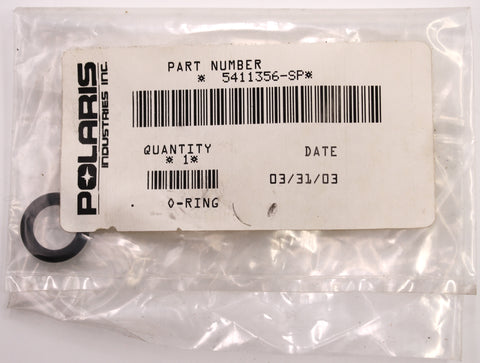 POLARIS
INDUSTRIES INC.
PART NUMBER
* 5411356-SP*
QUANTITY
* 1*
DATE
03/31/03
O-RING